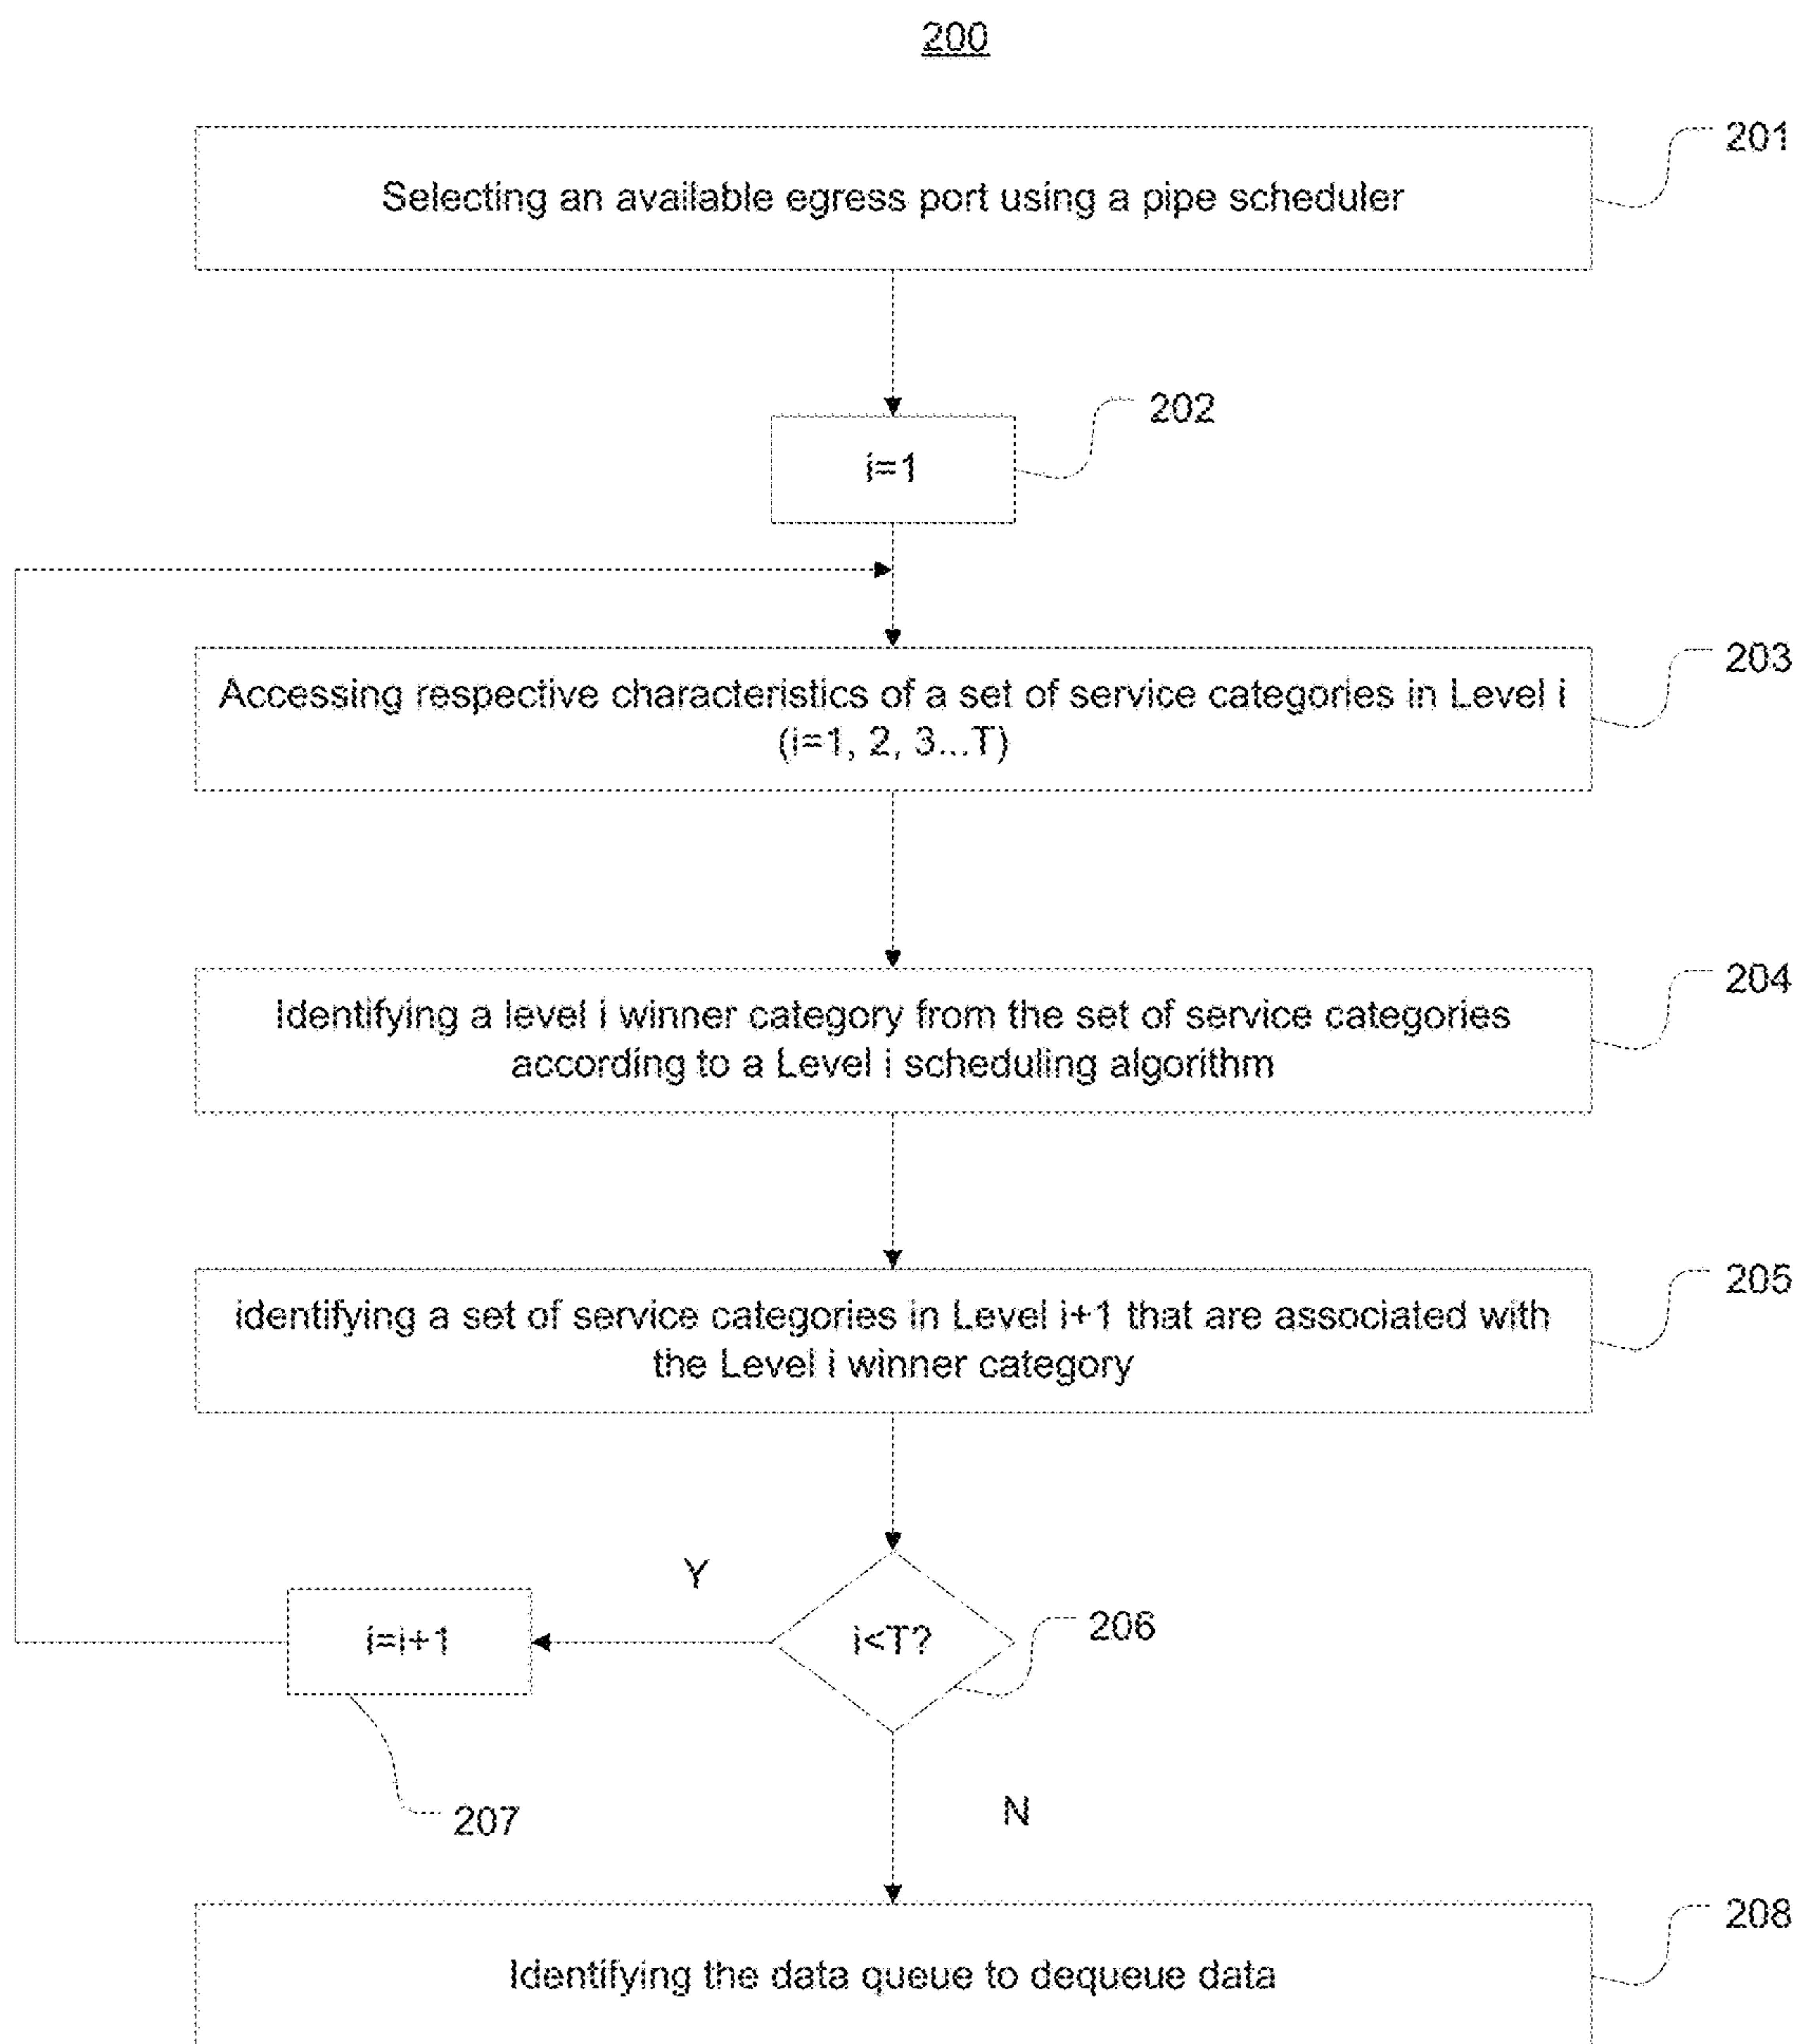 200
201
Selecting an available egress port using a pipe scheduler
202
i=1
203
Accessing respective characteristics of a set of service categories in Level i
(i=1, 2, 3...T)
204
Identifying a level i winner category from the set of service categories
according to a Level i scheduling algorithm
205
identifying a set of service categories in Level i+1 that are associated with
the Level i winner category
Y
i=i+1
i<T?
206
207
N
208
Identifying the data queue to dequeue data